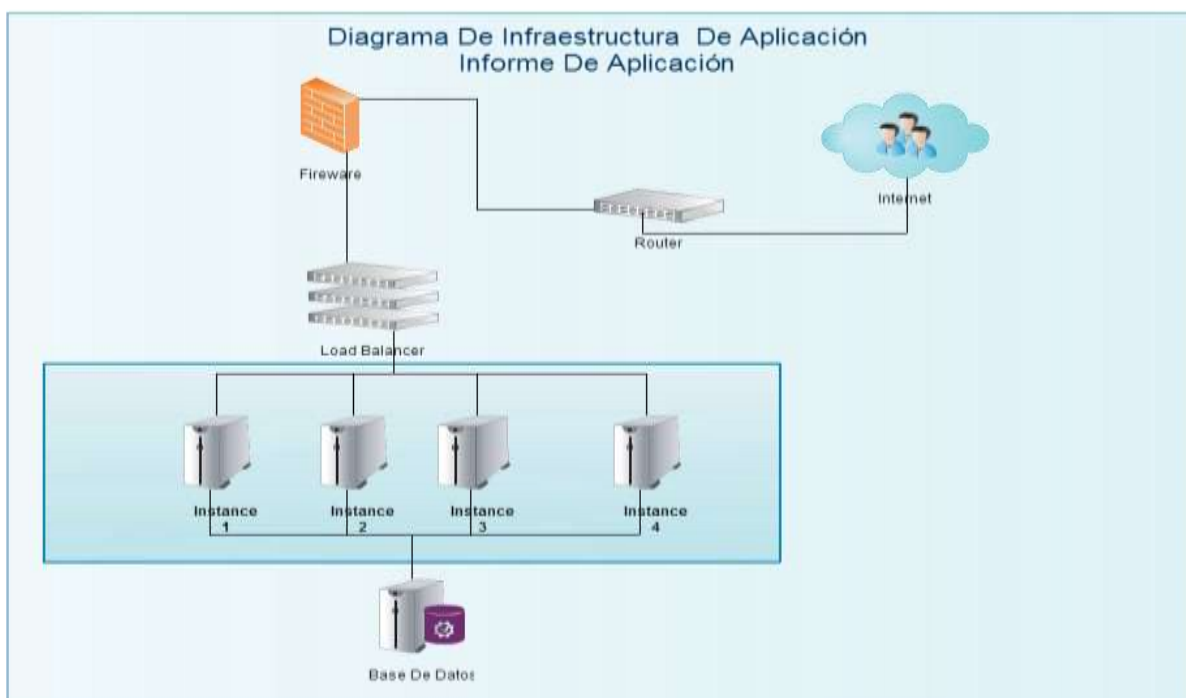 Diagrama De Infraestructura De Aplicación
Informe De Aplicación
Fireware
Internet
Router
Load Balancer
Instance
1
Instance
2
Instance
3
Instance
4
Base De Datos